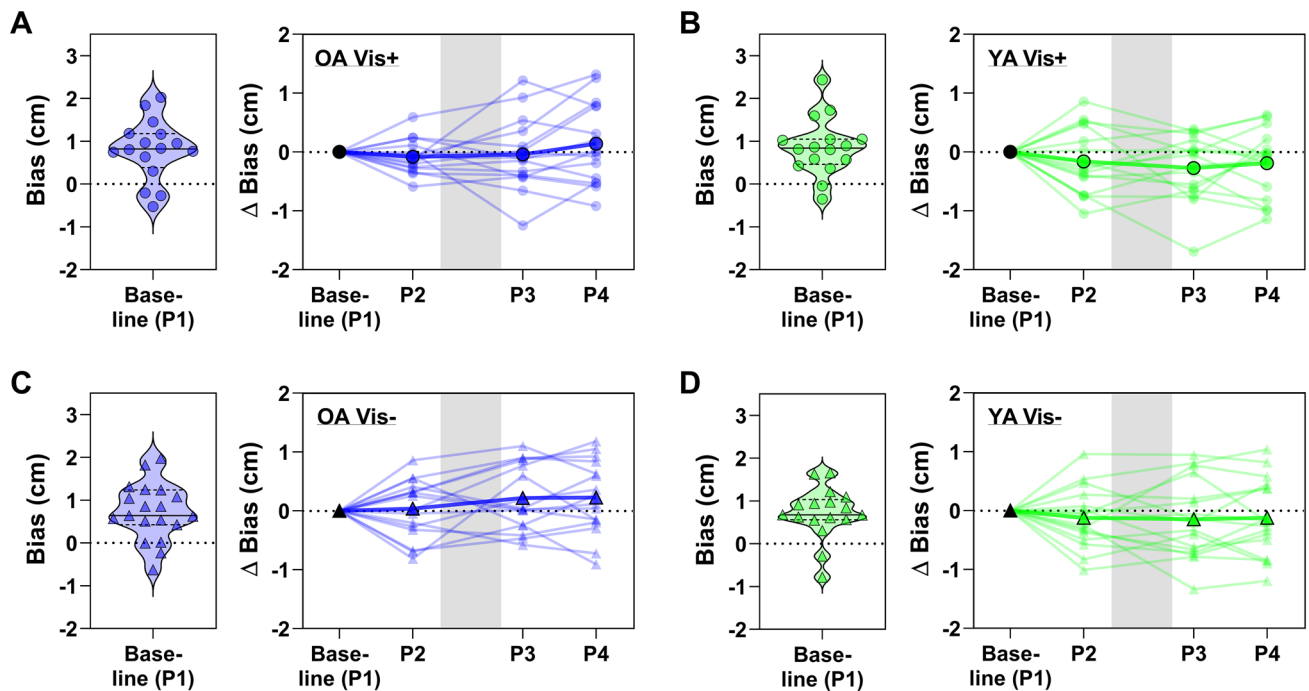 A
Bias (cm)
3
2
1
0
-1
-2
Base-
line (P1)
Δ Bias (cm)
2
1
0
-1
-2
OA Vis+
Base-
line (P1)
P2
P3
P4
B
Bias (cm)
3
2
1
0
-1
-2
Base-
line (P1)
Δ Bias (cm)
2
1
0
-1
-2
YA Vis+
Base-
line (P1)
P2
P3
P4
C
Bias (cm)
3
2
1
0
-1
-2
Base-
line (P1)
Δ Bias (cm)
2
1
0
-1
-2
OA Vis-
Base-
line (P1)
P2
P3
P4
D
Bias (cm)
3
2
1
0
-1
-2
Base-
line (P1)
Δ Bias (cm)
2
1
0
-1
-2
YA Vis-
Base-
line (P1)
P2
P3
P4